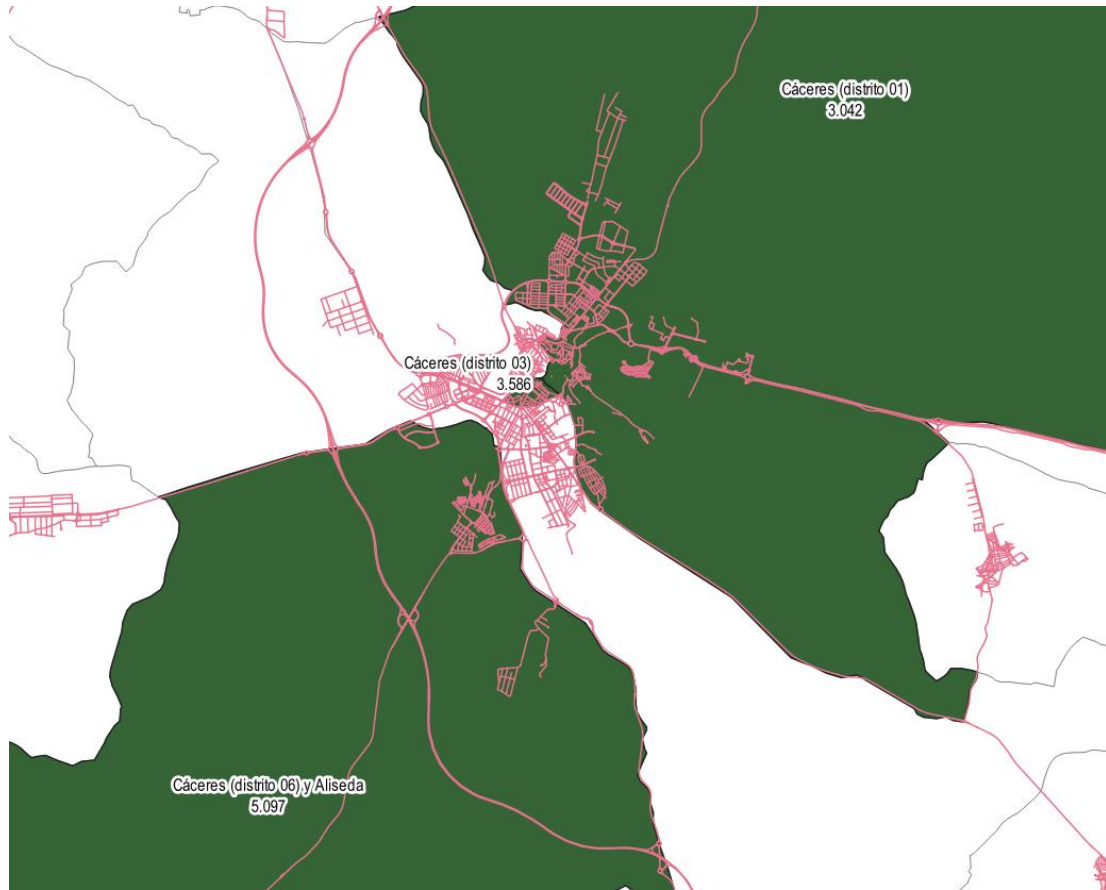 Cáceres (distrito 01)
3.042
Cáceres (distrito 03)
3.586
Cáceres (distrito 06) y Aliseda
5.097